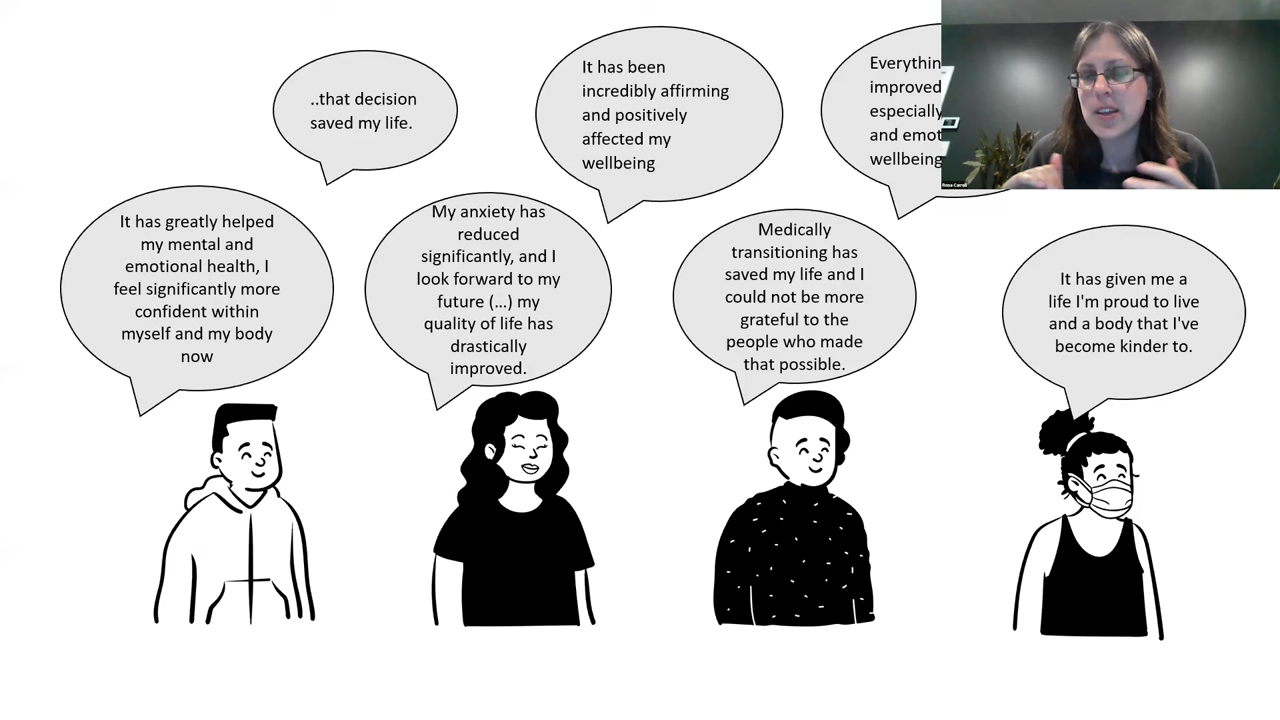 ..that decision
saved my life.
It has been
incredibly affirming
and positively
affected my
wellbeing
improved
especially
and
wellbeing
Rosa Carroll
It has greatly helped
my mental and
emotional health, I
feel significantly more
confident within
myself and my body
now
My anxiety has
reduced
significantly, and I
look forward to my
future (...) my
quality of life has
drastically
improved.
Medically
transitioning has
saved my life and I
could not be more
grateful to the
people who made
that possible.
It has given me a
life I'm proud to live
and a body that I've
become kinder to.